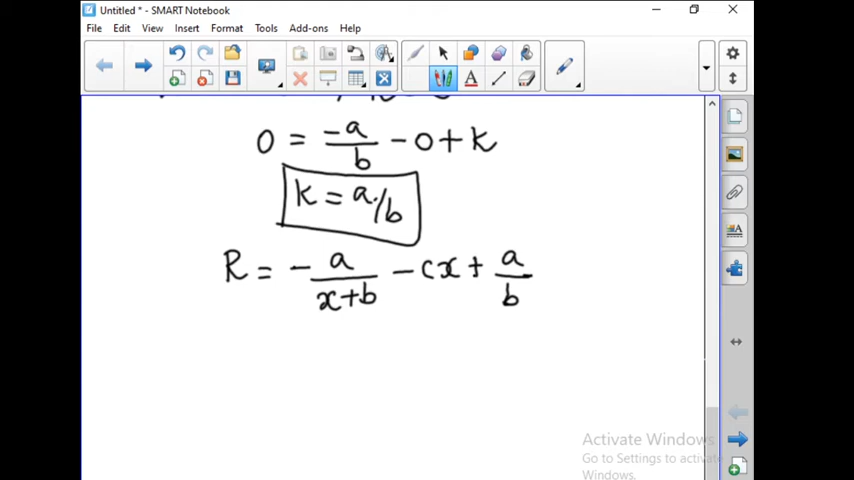 Untitled * - SMART Notebook
File Edit View Insert Format Tools Add-ons Help
0 = -a/b - 0 + k
k = a/b
R = - a/(x+b) - cx + a/b
Activate Windows
Go to Settings to activate
Windows.